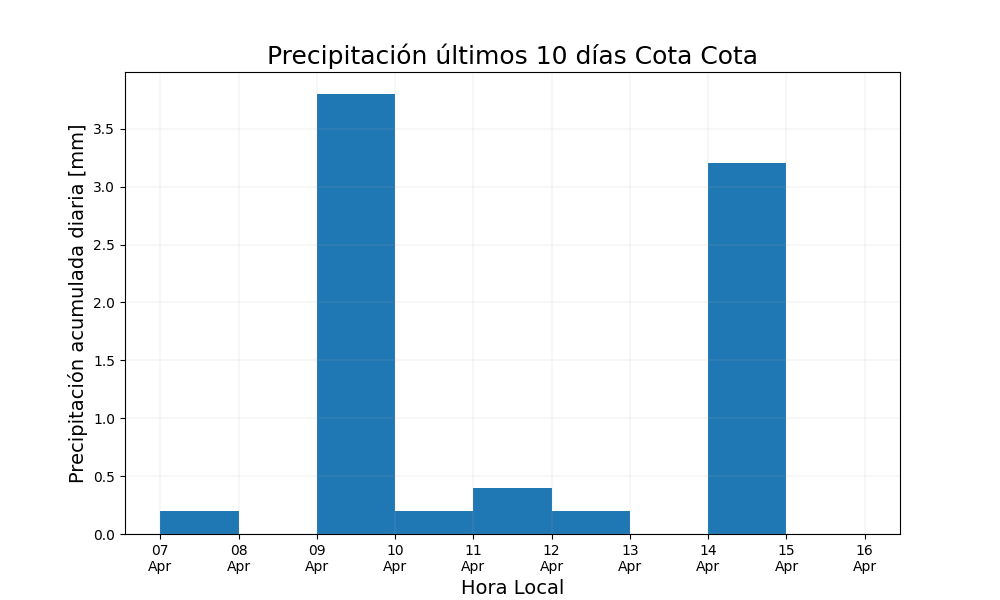 Precipitación últimos 10 días Cota Cota
Precipitación acumulada diaria [mm]
3.5
3.0
2.5
2.0
1.5
1.0
0.5
0.0
07 08 09 10 11 12 13 14 15 16
Apr Apr Apr Apr Apr Apr Apr Apr Apr Apr
Hora Local